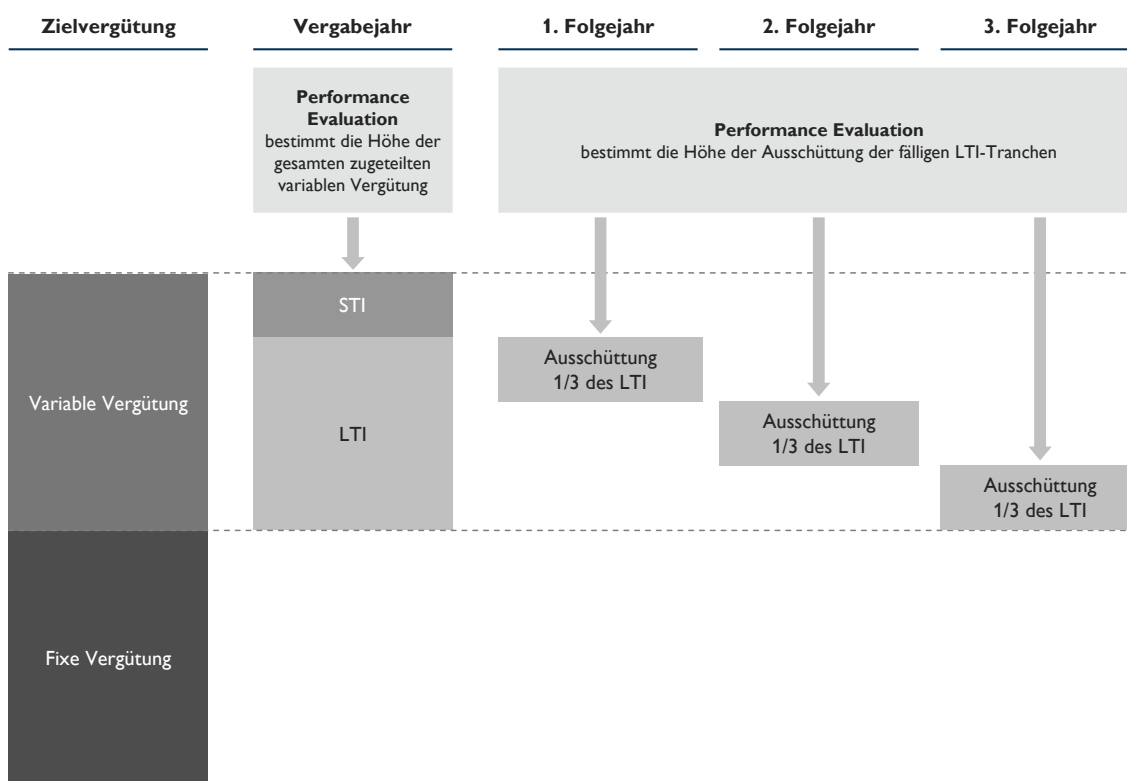 Zielvergütung
Vergabejahr
1. Folgejahr
2. Folgejahr
3. Folgejahr
Performance
Evaluation
bestimmt die Höhe der
gesamten zugeteilten
variablen Vergütung
Performance Evaluation
bestimmt die Höhe der Ausschüttung der fälligen LTI-Tranchen
Variable Vergütung
STI
LTI
Ausschüttung
1/3 des LTI
Ausschüttung
1/3 des LTI
Ausschüttung
1/3 des LTI
Fixe Vergütung